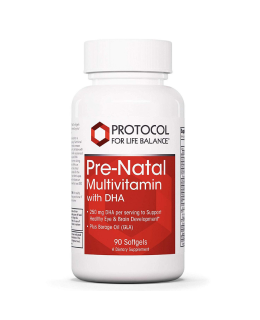 PROTOCOL
FOR LIFE BALANCE®
Pre-Natal
Multivitamin
with DHA
• 250 mg DHA per serving to Support
Healthy Eye & Brain Development*
• Plus Borage Oil (GLA)
90 Softgels
A Dietary Supplement